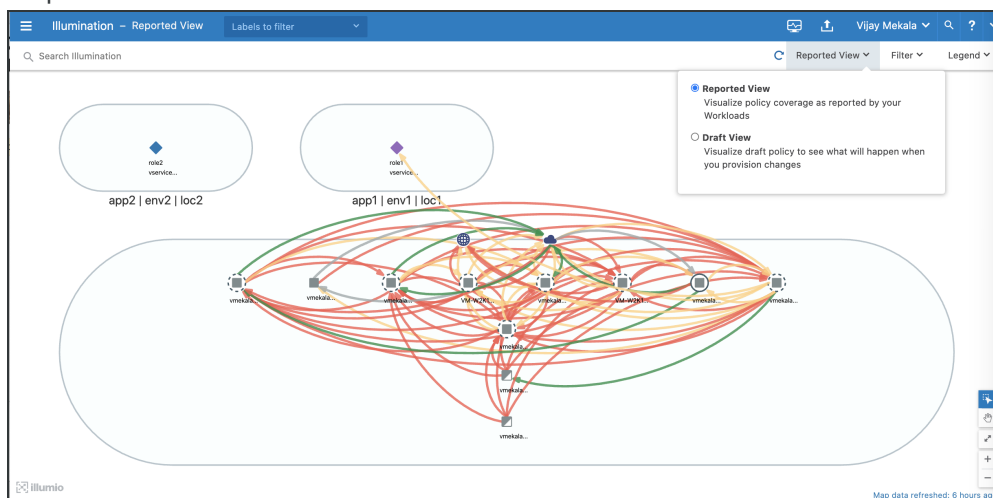 Illumination – Reported View
Labels to filter
Vijay Mekala
?
Search Illumination
Reported View
Filter
Legend
Reported View
Visualize policy coverage as reported by your
Workloads
Draft View
Visualize draft policy to see what will happen when
you provision changes
role2
vservice...
app2 | env2 | loc2
role1
vservice...
app1 | env1 | loc1
vmekala...
vmekala...
vmekala...
VM-W2K1...
vmekala...
VM-W2K1...
vmekala...
vmekala...
vmekala...
vmekala...
vmekala...
illumio
Map data refreshed: 6 hours ag